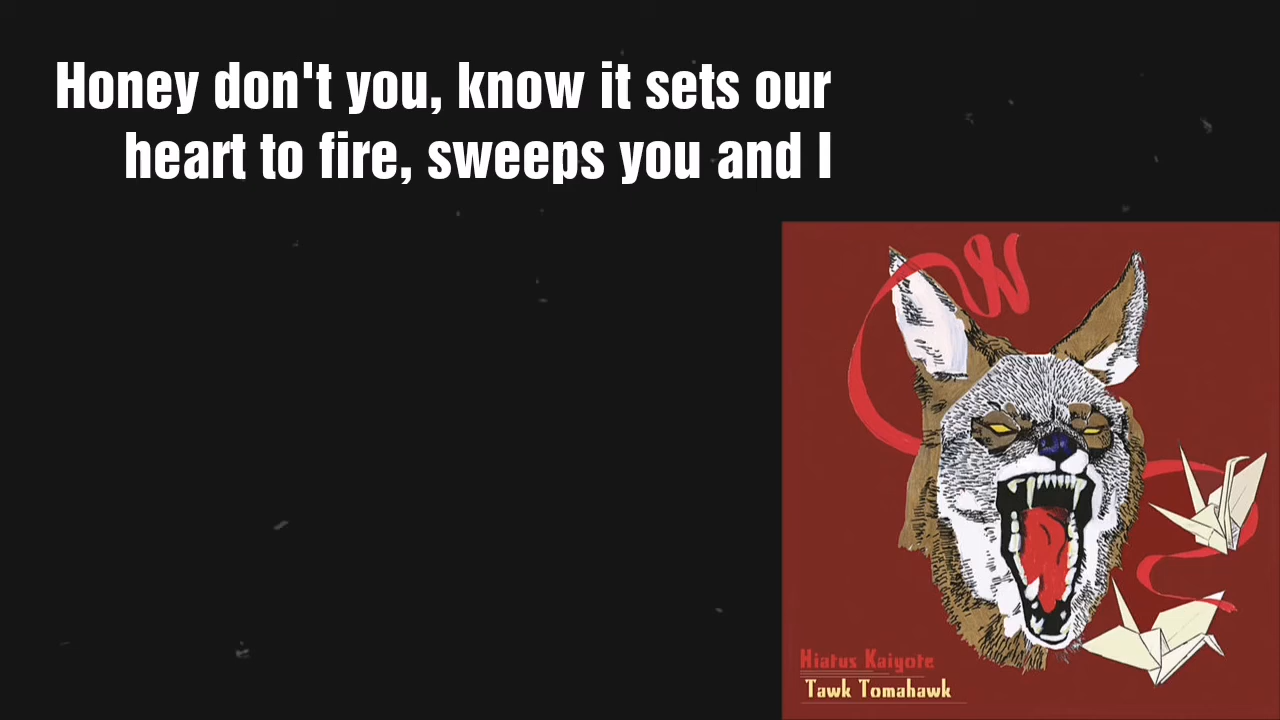 Honey don't you, know it sets our
heart to fire, sweeps you and I
Hiatus Kaiyote
Tawk Tomahawk